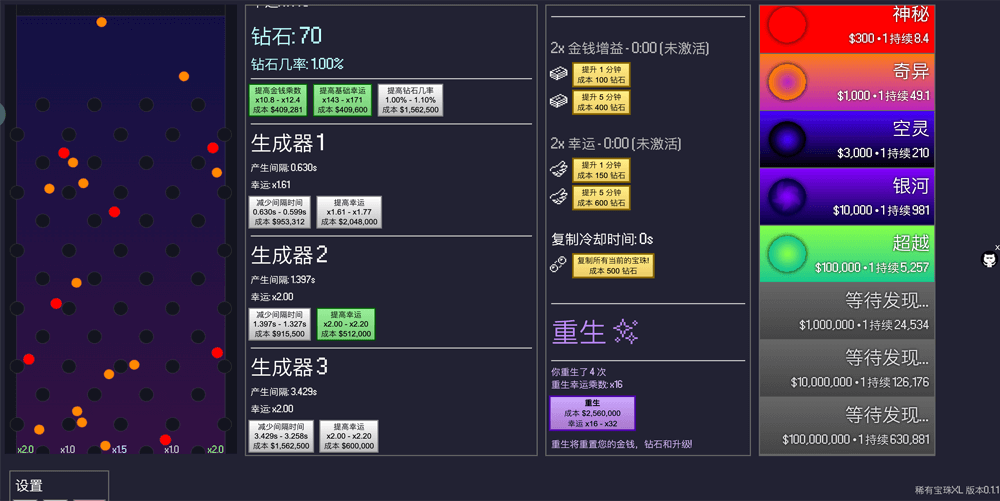 x2.0 x1.0 x1.5 x1.0 x2.0
设置
钻石: 70
钻石几率: 1.00%
提高金钱乘数
x10.8 - x12.4
成本 $409,281
提高基础幸运
x143 - x171
成本 $409,600
提高钻石几率
1.00% - 1.10%
成本 $1,562,500
生成器 1
产生间隔: 0.630s
幸运: x1.61
减少间隔时间
0.630s - 0.599s
成本 $953,312
提高幸运
x1.61 - x1.77
成本 $2,048,000
生成器 2
产生间隔: 1.397s
幸运: x2.00
减少间隔时间
1.397s - 1.327s
成本 $915,500
提高幸运
x2.00 - x2.20
成本 $512,000
生成器 3
产生间隔: 3.429s
幸运: x2.00
减少间隔时间
3.429s - 3.258s
成本 $1,562,500
提高幸运
x2.00 - x2.20
成本 $600,000
2x 金钱增益 - 0:00 (未激活)
提升 1 分钟
成本 100 钻石
提升 5 分钟
成本 400 钻石
2x 幸运 - 0:00 (未激活)
提升 1 分钟
成本 150 钻石
提升 5 分钟
成本 600 钻石
复制冷却时间: 0s
复制所有当前的宝珠!
成本 500 钻石
重生
你重生了 4 次
重生幸运乘数: x16
重生
成本 $2,560,000
幸运 x16 - x32
重生将重置您的金钱，钻石和升级!
神秘
$300 • 1 持续 8.4
奇异
$1,000 • 1 持续 49.1
空灵
$3,000 • 1 持续 210
银河
$10,000 • 1 持续 981
超越
$100,000 • 1 持续 5,257
等待发现...
$1,000,000 • 1 持续 24,534
等待发现...
$10,000,000 • 1 持续 126,176
等待发现...
$100,000,000 • 1 持续 630,881
x
稀有宝珠XL 版本0.1.1